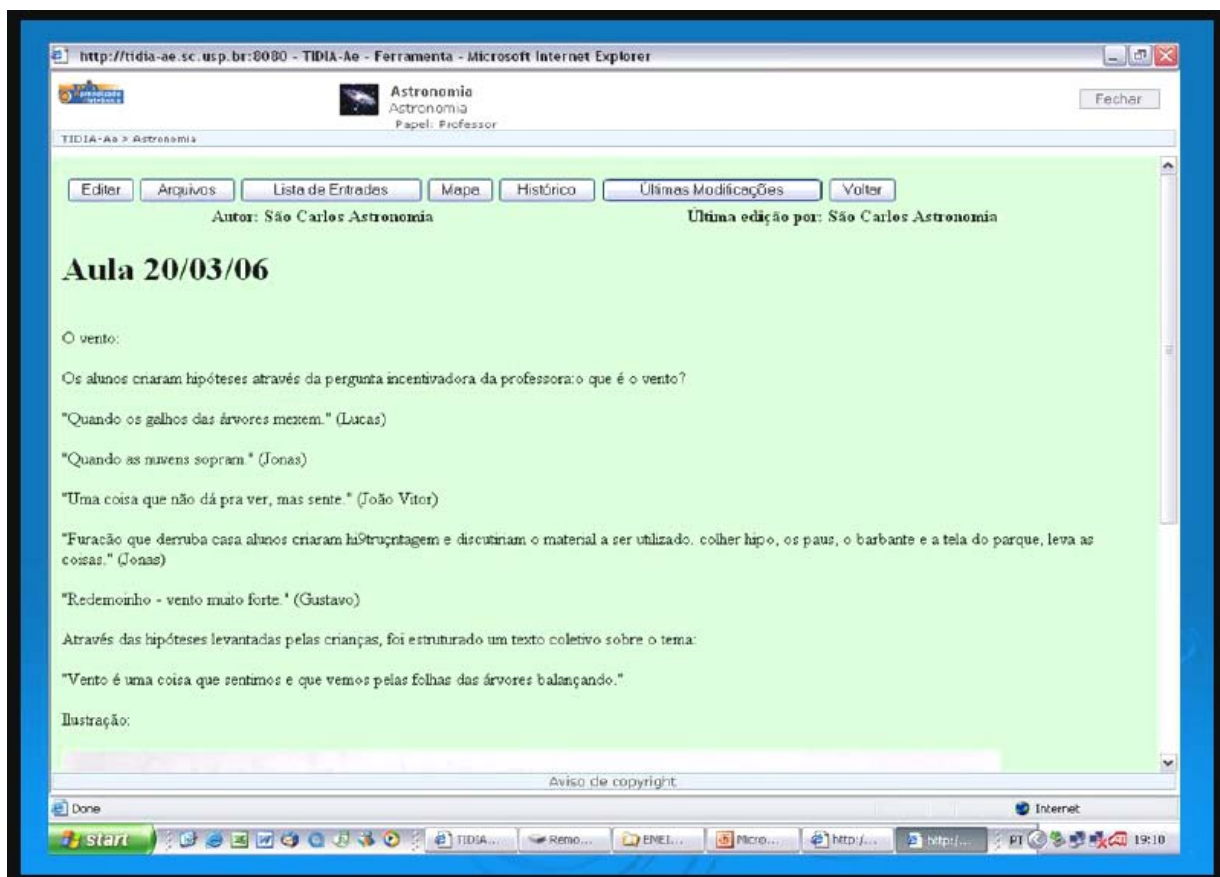 http://tidia-ae.sc.usp.br:8080 - TIDIA-Ae - Ferramenta - Microsoft Internet Explorer
Astronomia
Astronomia
Papel: Professor
Fechar
TIDIA-Ae > Astronomia
Editar Arquivos Lista de Entradas Mapa Histórico Últimas Modificações Voltar
Autor: São Carlos Astronomia Última edição por: São Carlos Astronomia
Aula 20/03/06
O vento:
Os alunos criaram hipóteses através da pergunta incentivadora da professora:o que é o vento?
"Quando os galhos das árvores mexem." (Lucas)
"Quando as nuvens sopram." (Jonas)
"Uma coisa que não dá pra ver, mas sente." (João Vitor)
"Furacão que derruba casa alunos criaram hi9truçntagem e discutiriam o material a ser utilizado. colher hipo, os paus, o barbante e a tela do parque, leva as
coisas." (Jonas)
"Redemoinho - vento muito forte." (Gustavo)
Através das hipóteses levantadas pelas crianças, foi estruturado um texto coletivo sobre o tema:
"Vento é uma coisa que sentimos e que vemos pelas folhas das árvores balançando."
Ilustração:
Aviso de copyright
Done Internet
start TIDIA... Remo... EMEI... Micro... http:/... http:/... PT 19:10